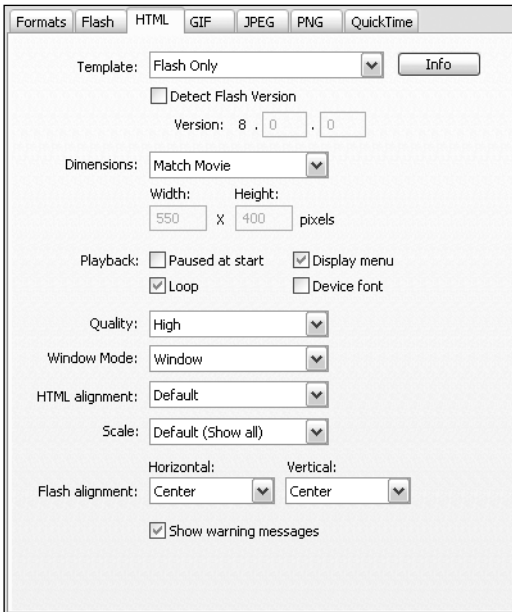 Formats Flash HTML GIF JPEG PNG QuickTime
Template: Flash Only Info
Detect Flash Version
Version: 8 . 0 . 0
Dimensions: Match Movie
Width: Height:
550 X 400 pixels
Playback: Paused at start Display menu
Loop Device font
Quality: High
Window Mode: Window
HTML alignment: Default
Scale: Default (Show all)
Horizontal: Vertical:
Flash alignment: Center Center
Show warning messages